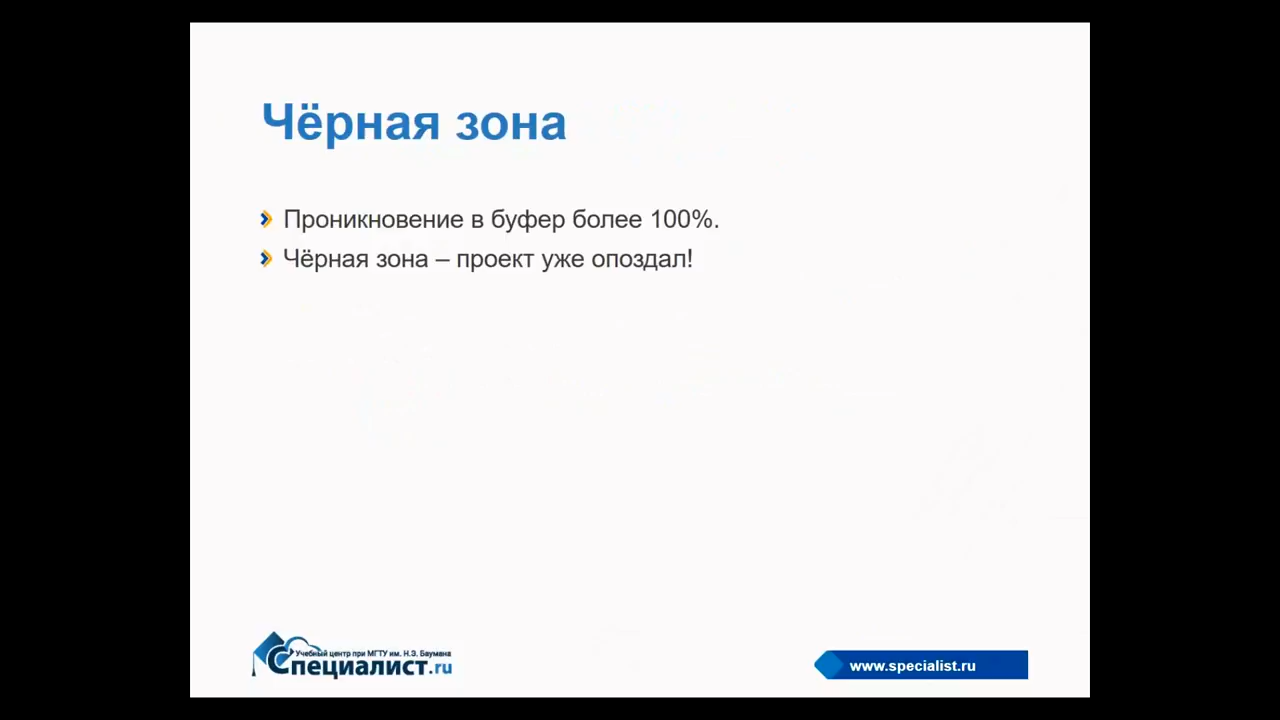 Чёрная зона
Проникновение в буфер более 100%.
Чёрная зона – проект уже опоздал!
Учебный центр при МГТУ им. Н.Э. Баумана
Специалист.ru
www.specialist.ru